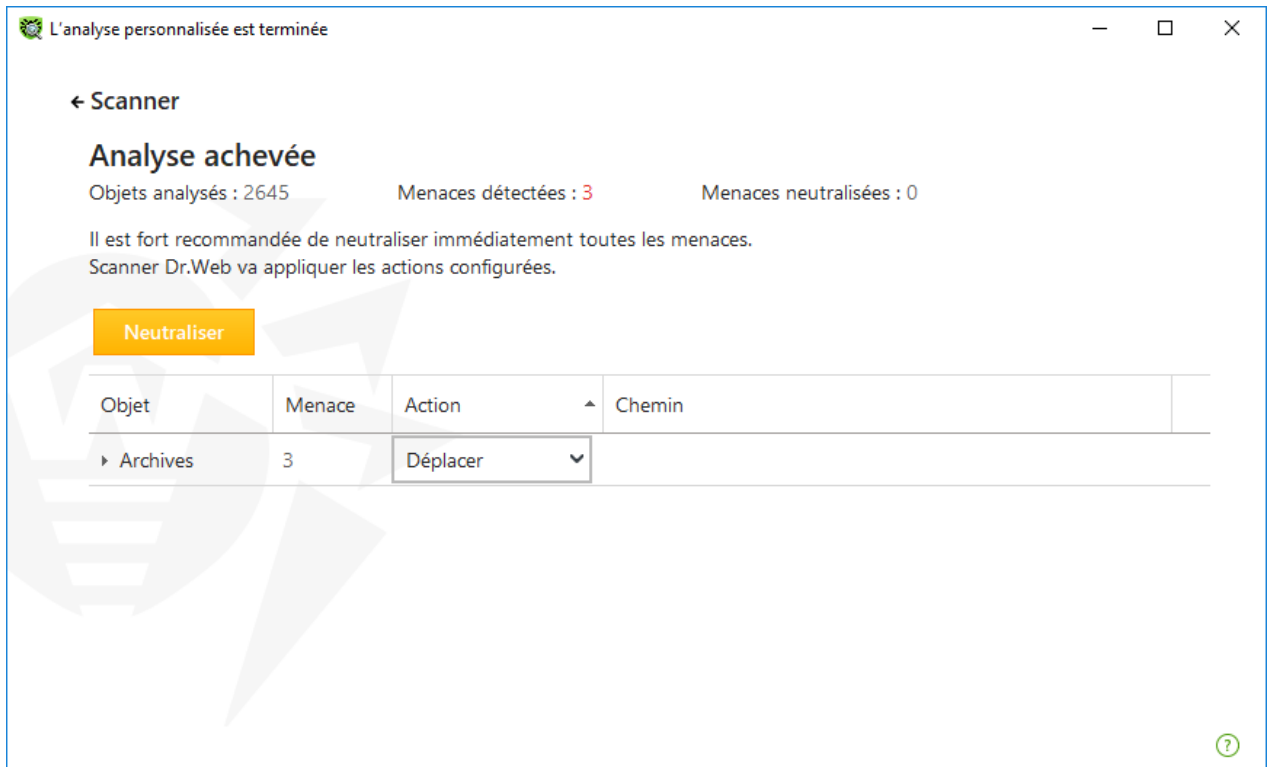 L'analyse personnalisée est terminée
Scanner
Analyse achevée
Objets analysés : 2645 Menaces détectées : 3 Menaces neutralisées : 0
Il est fort recommandée de neutraliser immédiatement toutes les menaces.
Scanner Dr.Web va appliquer les actions configurées.
Neutraliser
Objet Menace Action Chemin
Archives 3 Déplacer
?